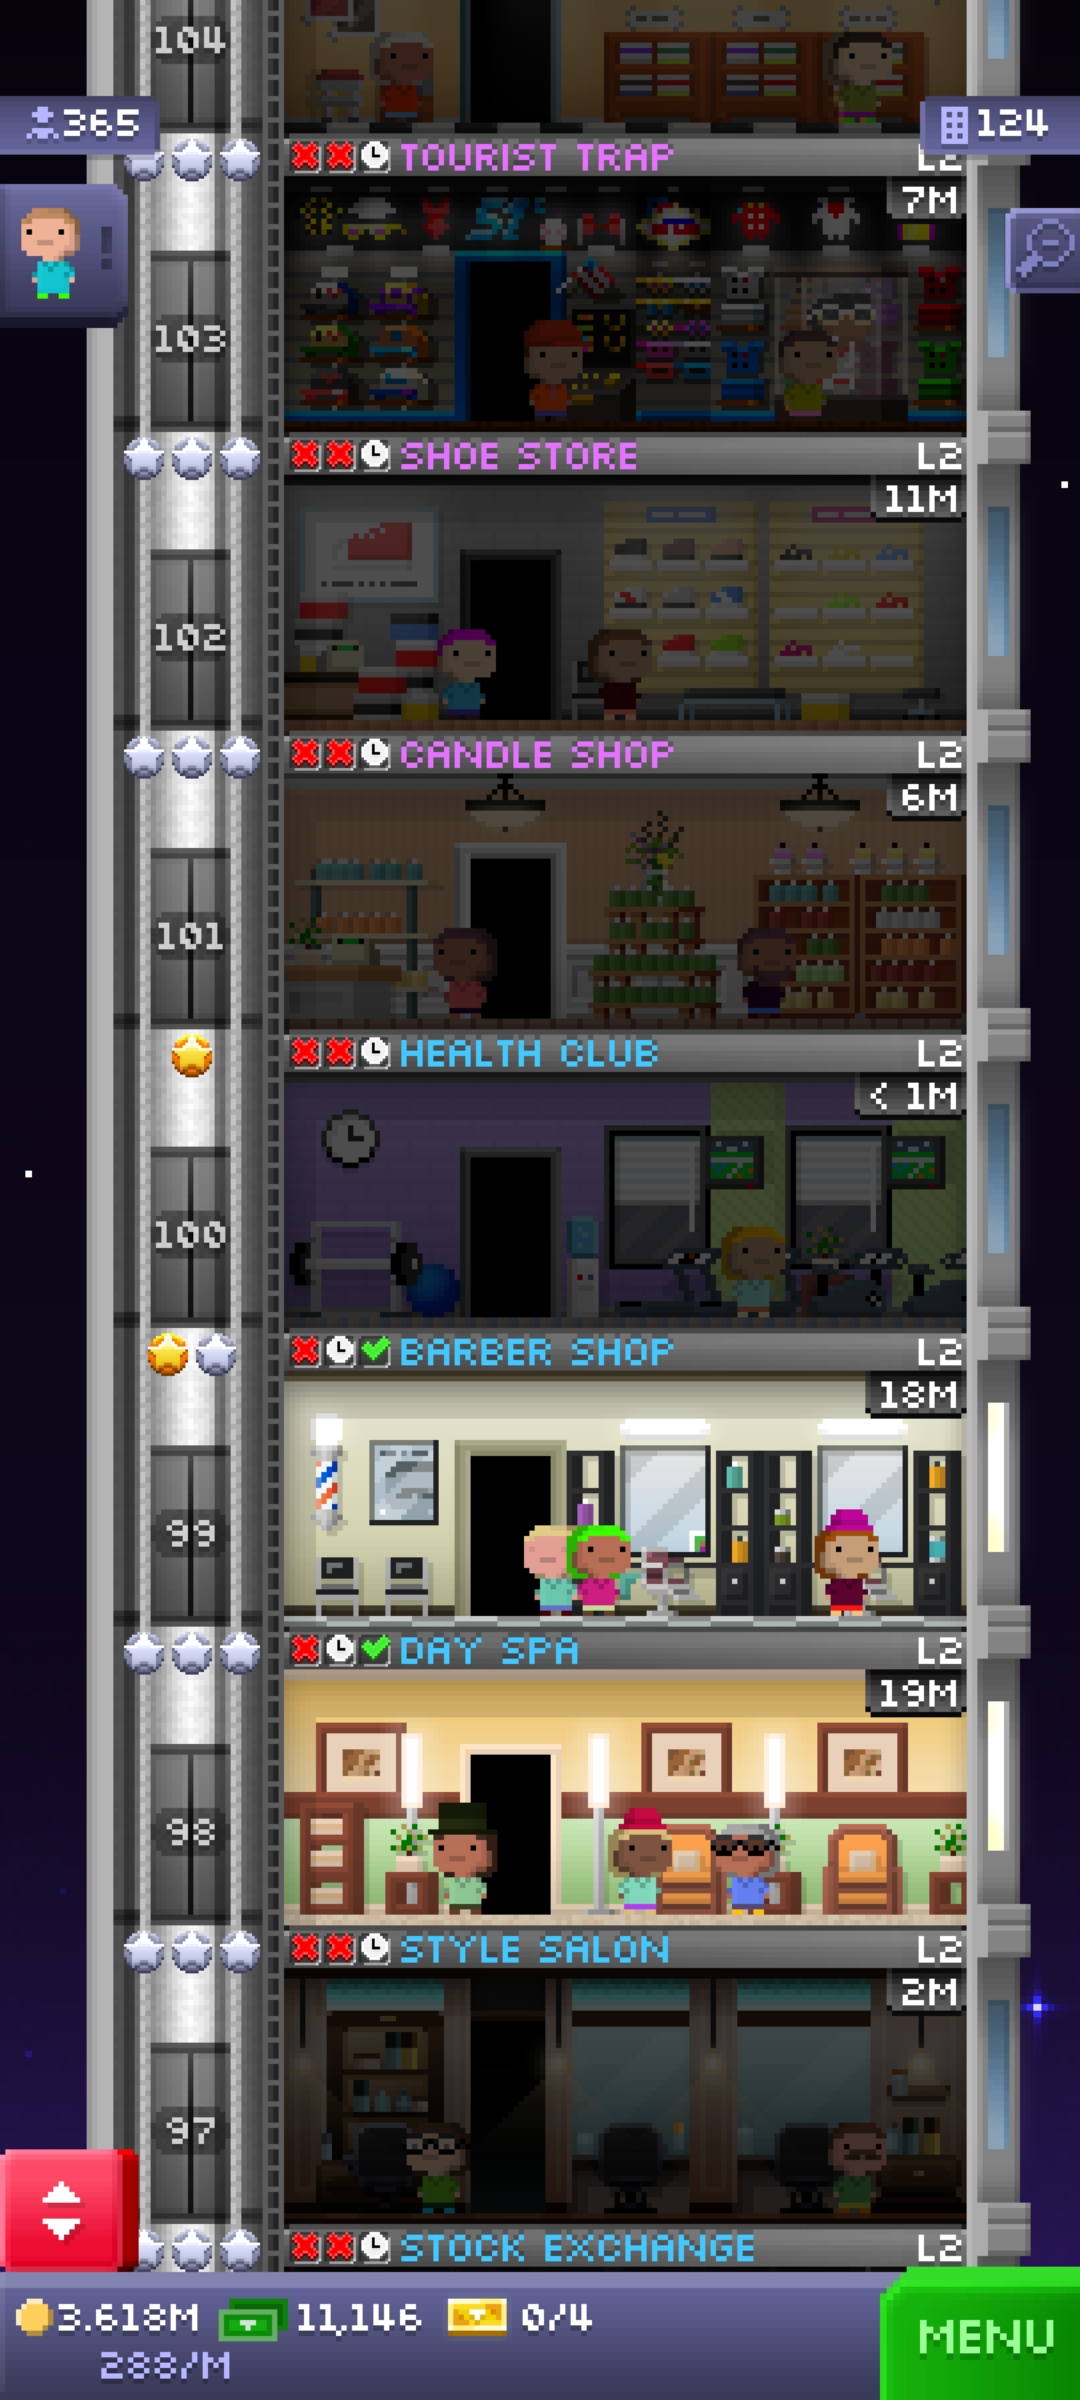 104
365
124
TOURIST TRAP L2
7M
103
SHOE STORE L2
11M
102
CANDLE SHOP L2
6M
101
HEALTH CLUB L2
< 1M
100
BARBER SHOP L2
18M
99
DAY SPA L2
19M
98
STYLE SALON L2
2M
97
STOCK EXCHANGE L2
3.618M 11,146 0/4
288/M
MENU